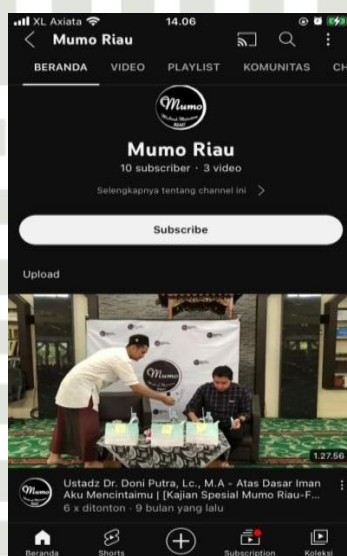 XL Axiata 14.06
Mumo Riau
BERANDA VIDEO PLAYLIST KOMUNITAS CH
Mumo
Mumo Riau
10 subscriber · 3 video
Selengkapnya tentang channel ini
Subscribe
Upload
Mumo
1.27.56
Mumo
Ustadz Dr. Doni Putra, Lc., M.A - Atas Dasar Iman
Aku Mencintaimu | [Kajian Spesial Mumo Riau-F...
6 x ditonton · 9 bulan yang lalu
Beranda Shorts Subscription Koleksi